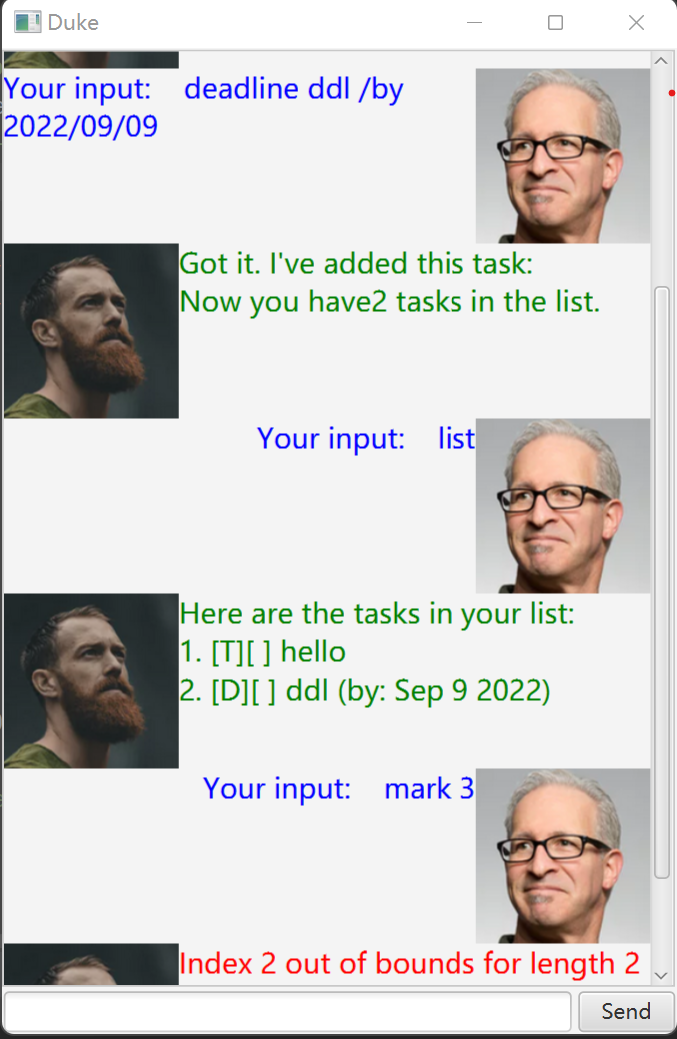 Duke
Your input:    deadline ddl /by
2022/09/09
Got it. I've added this task:
Now you have2 tasks in the list.
Your input:    list
Here are the tasks in your list:
1. [T][ ] hello
2. [D][ ] ddl (by: Sep 9 2022)
Your input:    mark 3
Index 2 out of bounds for length 2
Send